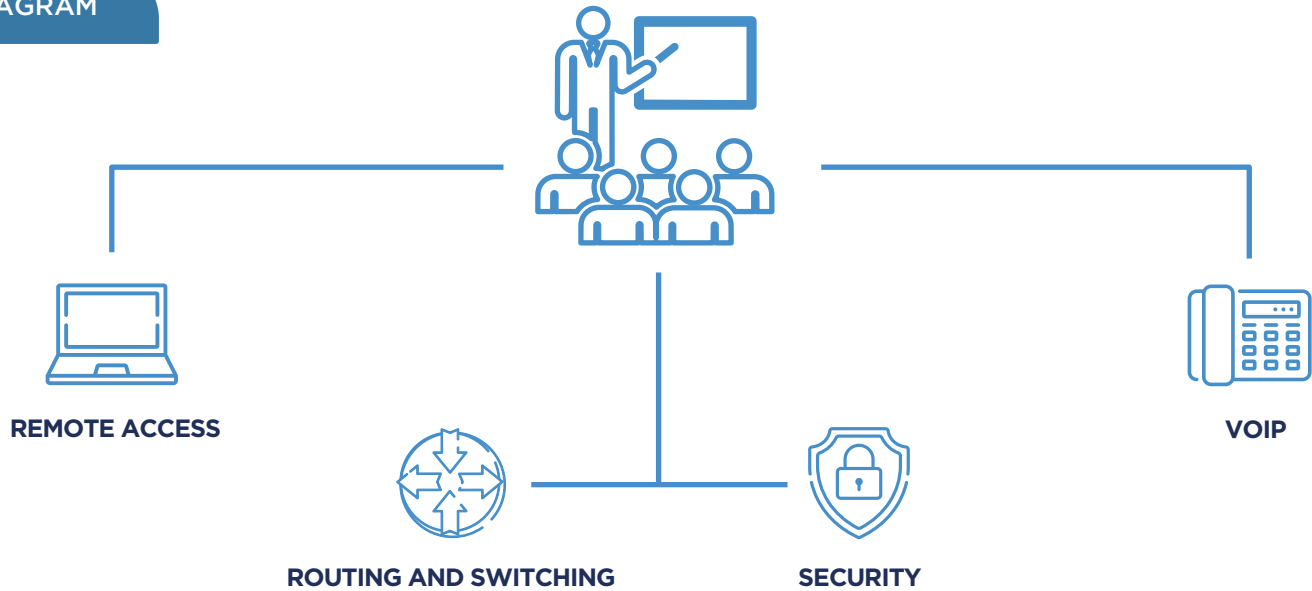 AGRAM
REMOTE ACCESS
VOIP
ROUTING AND SWITCHING
SECURITY